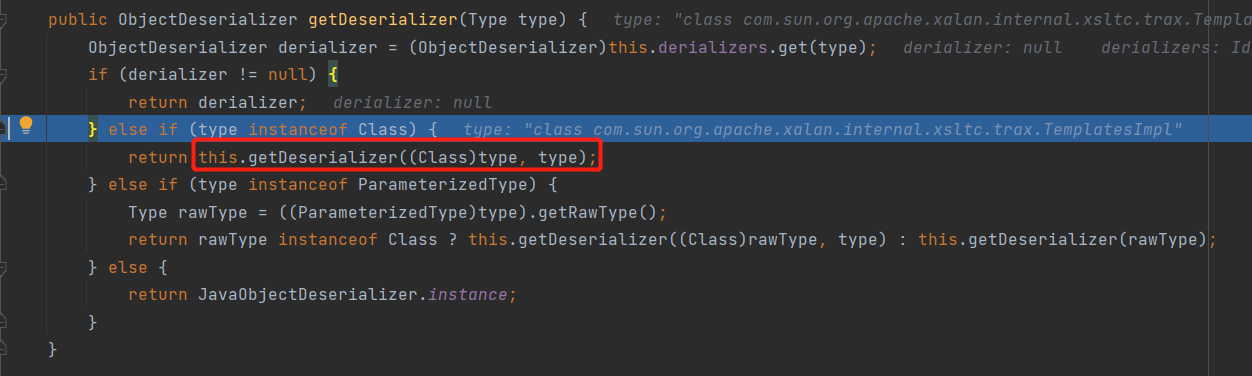 public ObjectDeserializer getDeserializer(Type type) { type: "class com.sun.org.apache.xalan.internal.xsltc.trax.Templat
ObjectDeserializer derializer = (ObjectDeserializer)this.derializers.get(type); derializer: null derializers: Id
if (derializer != null) {
return derializer; derializer: null
} else if (type instanceof Class) { type: "class com.sun.org.apache.xalan.internal.xsltc.trax.TemplatesImpl"
return this.getDeserializer((Class)type, type);
} else if (type instanceof ParameterizedType) {
Type rawType = ((ParameterizedType)type).getRawType();
return rawType instanceof Class ? this.getDeserializer((Class)rawType, type) : this.getDeserializer(rawType);
} else {
return JavaObjectDeserializer.instance;
}
}